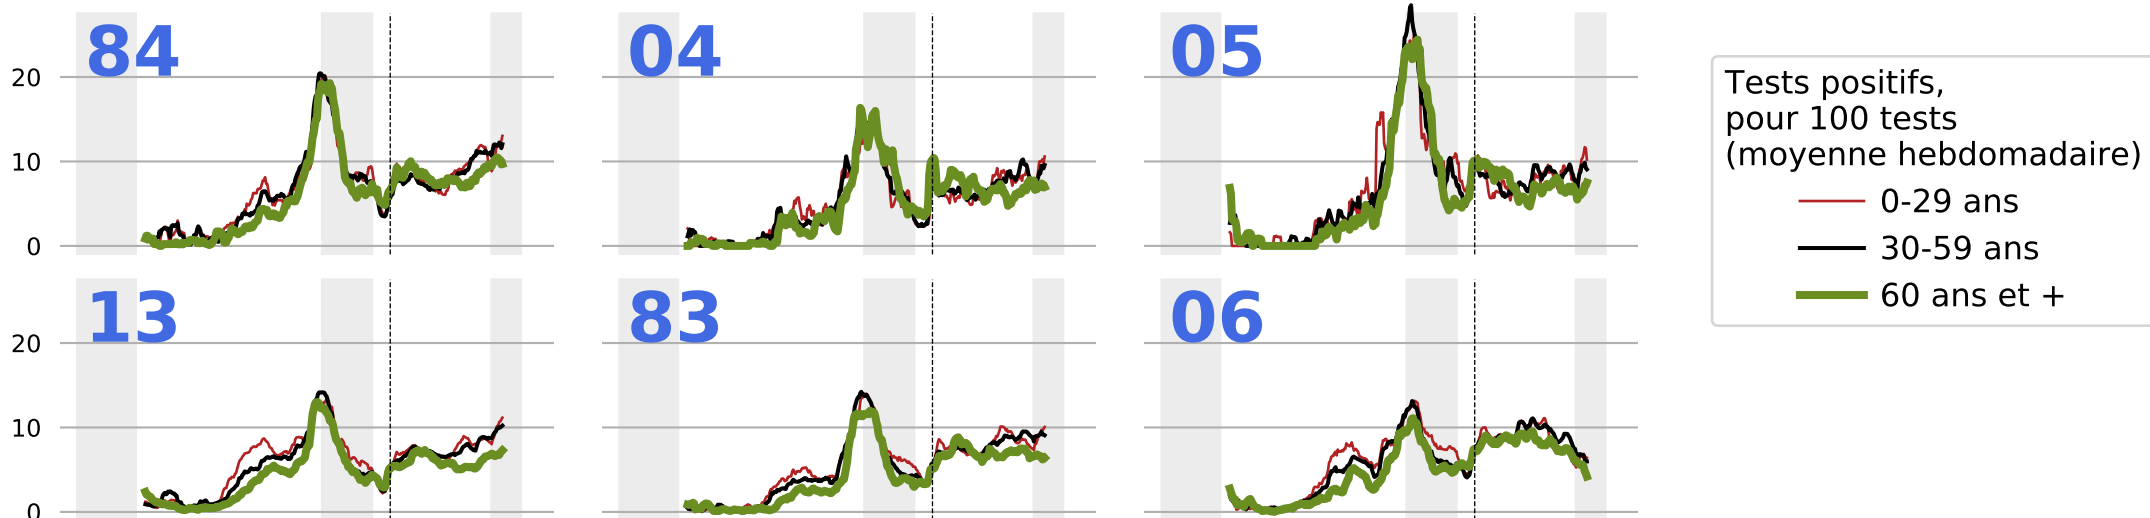 84
04
05
20
10
0
13
83
06
20
10
0
Tests positifs,
pour 100 tests
(moyenne hebdomadaire)
0-29 ans
30-59 ans
60 ans et +